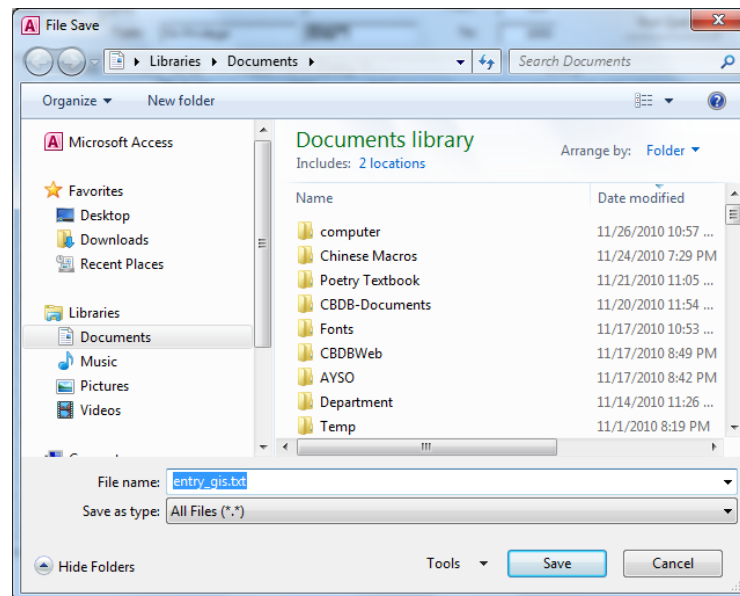 File Save
Libraries Documents
Search Documents
Organize New folder
Microsoft Access
Favorites
Desktop
Downloads
Recent Places
Libraries
Documents
Music
Pictures
Videos
Documents library
Includes: 2 locations
Arrange by: Folder
Name Date modified
computer 11/26/2010 10:57 ...
Chinese Macros 11/24/2010 7:29 PM
Poetry Textbook 11/21/2010 11:05 ...
CBDB-Documents 11/20/2010 11:54 ...
Fonts 11/17/2010 10:53 ...
CBDBWeb 11/17/2010 8:49 PM
AYSO 11/17/2010 8:42 PM
Department 11/14/2010 11:26 ...
Temp 11/1/2010 8:19 PM
File name: entry_gis.txt
Save as type: All Files (*.*)
Hide Folders
Tools Save Cancel